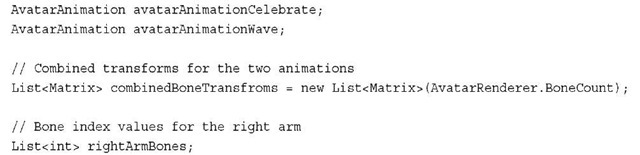 AvatarAnimation avatarAnimationCelebrate;
AvatarAnimation avatarAnimationWave;
// Combined transforms for the two animations
List<Matrix> combinedBoneTransfroms = new List<Matrix>(AvatarRenderer.BoneCount);
// Bone index values for the right arm
List<int> rightArmBones;